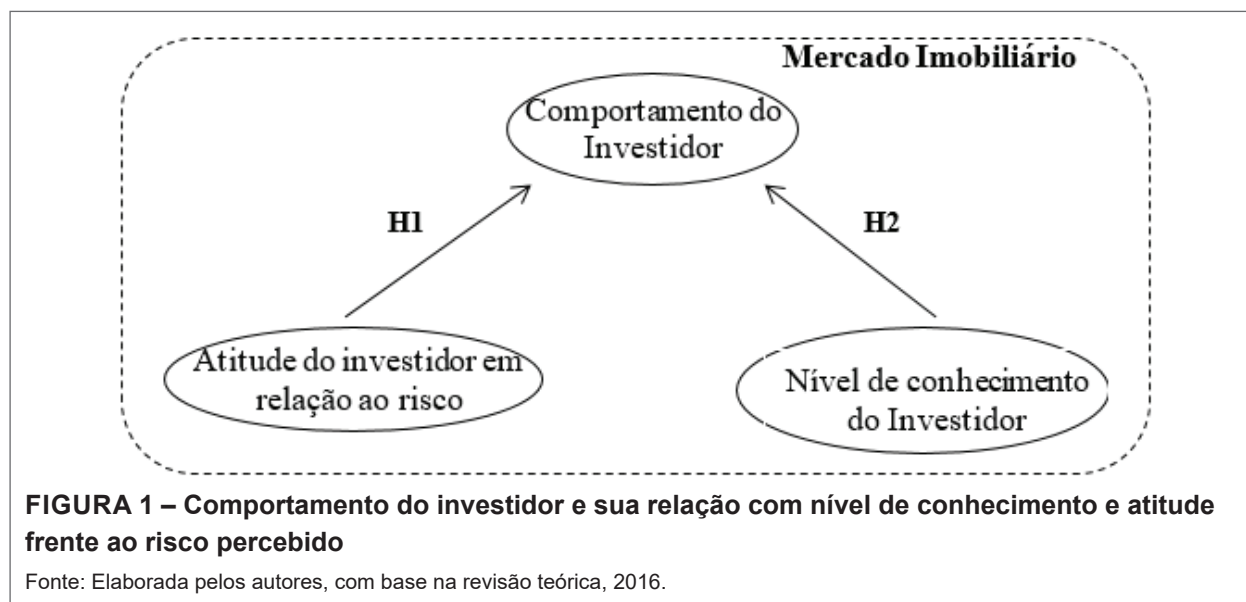 Mercado Imobiliário
Comportamento do
Investidor
H1
H2
Atitude do investidor em
relação ao risco
Nível de conhecimento
do Investidor
FIGURA 1 – Comportamento do investidor e sua relação com nível de conhecimento e atitude
frente ao risco percebido
Fonte: Elaborada pelos autores, com base na revisão teórica, 2016.